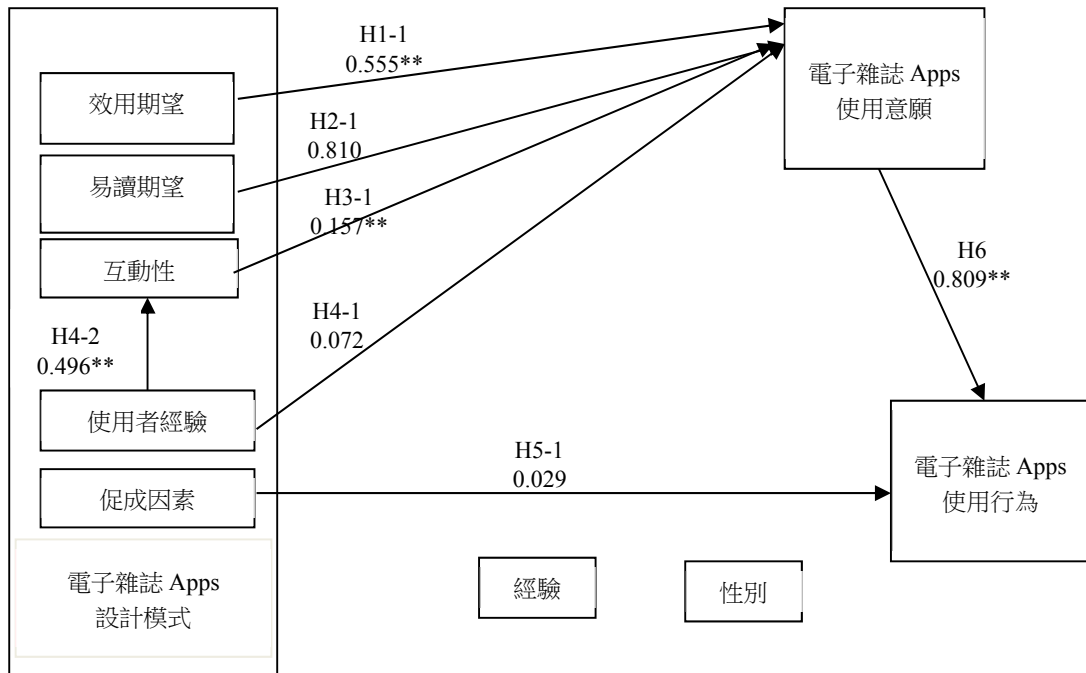 H1-1
0.555**
效用期望
H2-1
0.810
易讀期望
H3-1
0.157**
互動性
H4-2
0.496**
H4-1
0.072
使用者經驗
H5-1
0.029
促成因素
電子雜誌 Apps
設計模式
電子雜誌 Apps
使用意願
H6
0.809**
電子雜誌 Apps
使用行為
經驗
性別